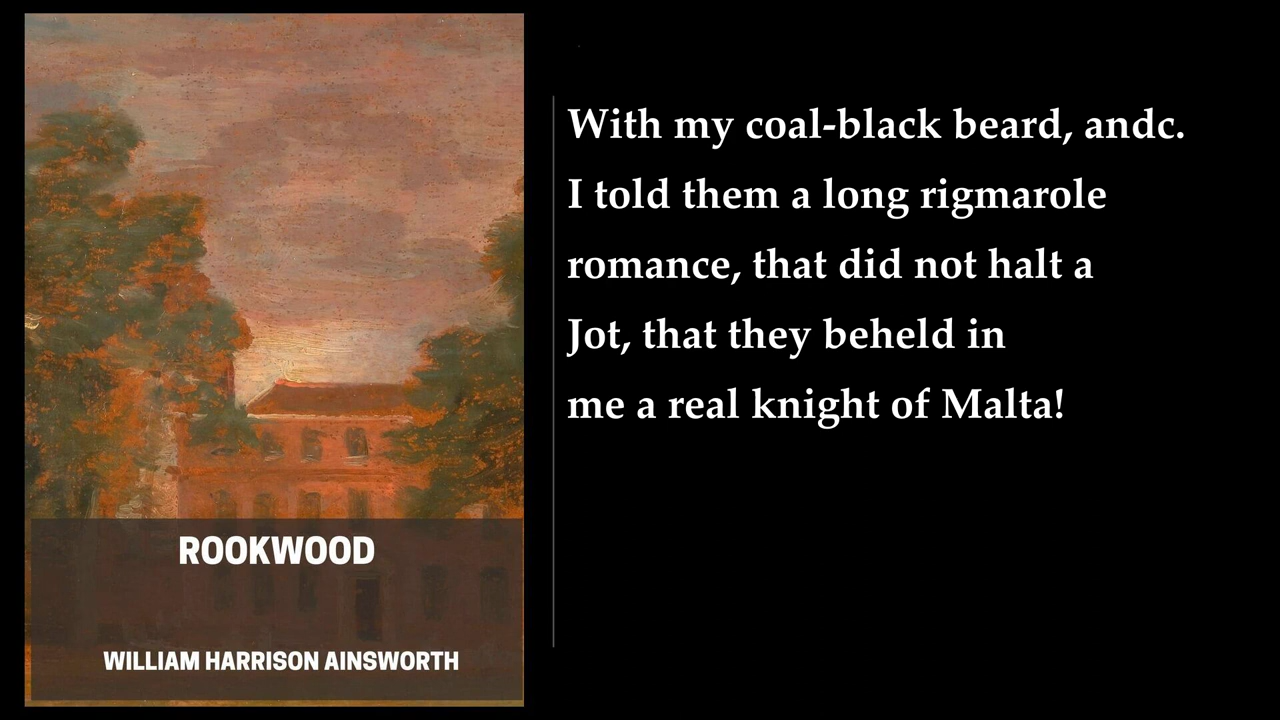 ROOKWOOD
WILLIAM HARRISON AINSWORTH
With my coal-black beard, andc.
I told them a long rigmarole
romance, that did not halt a
Jot, that they beheld in
me a real knight of Malta!